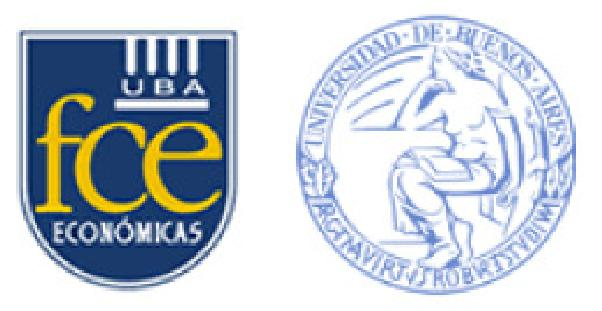 UBA
fce
ECONÓMICAS
UNIVERSIDAD · DE · BUENOS · AIRES